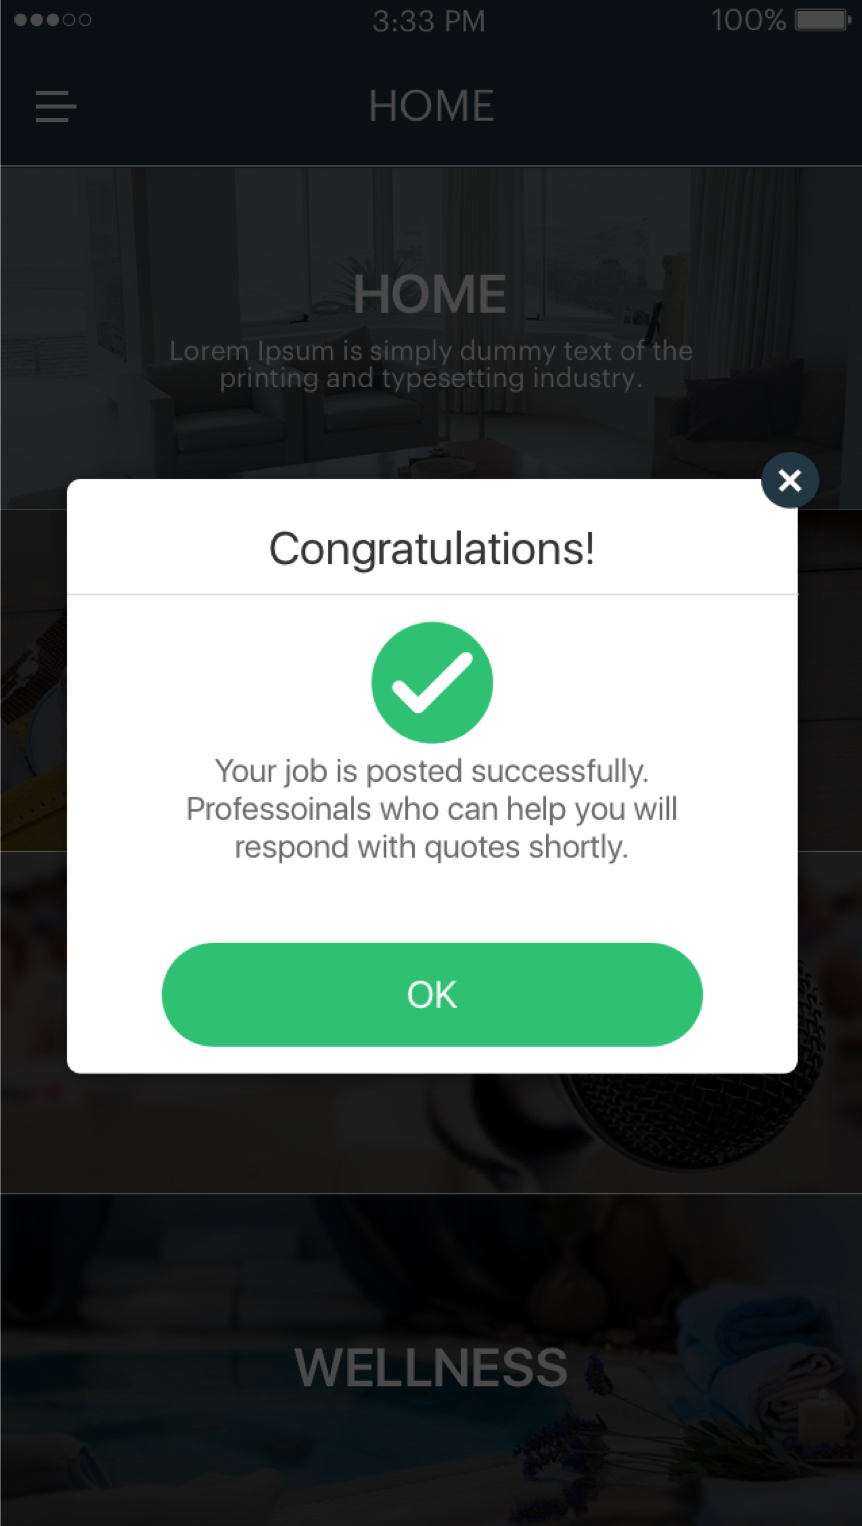 3:33 PM
100%
HOME
HOME
Lorem Ipsum is simply dummy text of the
printing and typesetting industry.
Congratulations!
Your job is posted successfully.
Professoinals who can help you will
respond with quotes shortly.
OK
WELLNESS